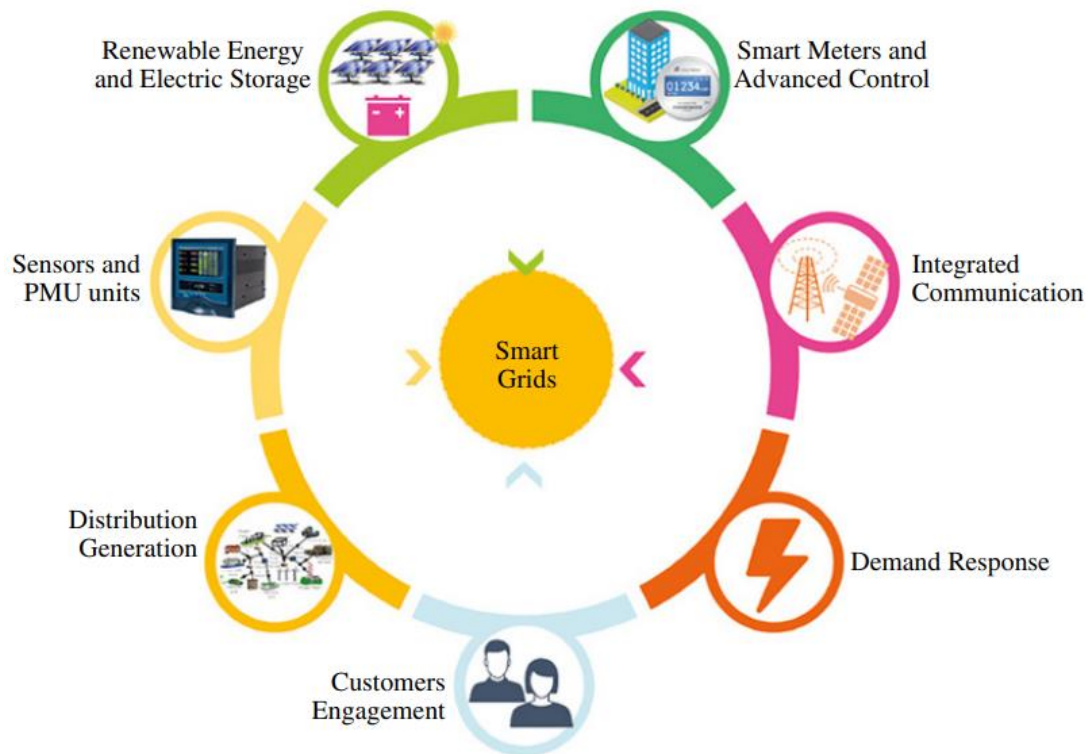 Renewable Energy
and Electric Storage
Smart Meters and
Advanced Control
01234
Sensors and
PMU units
Integrated
Communication
Smart
Grids
Distribution
Generation
Demand Response
Customers
Engagement